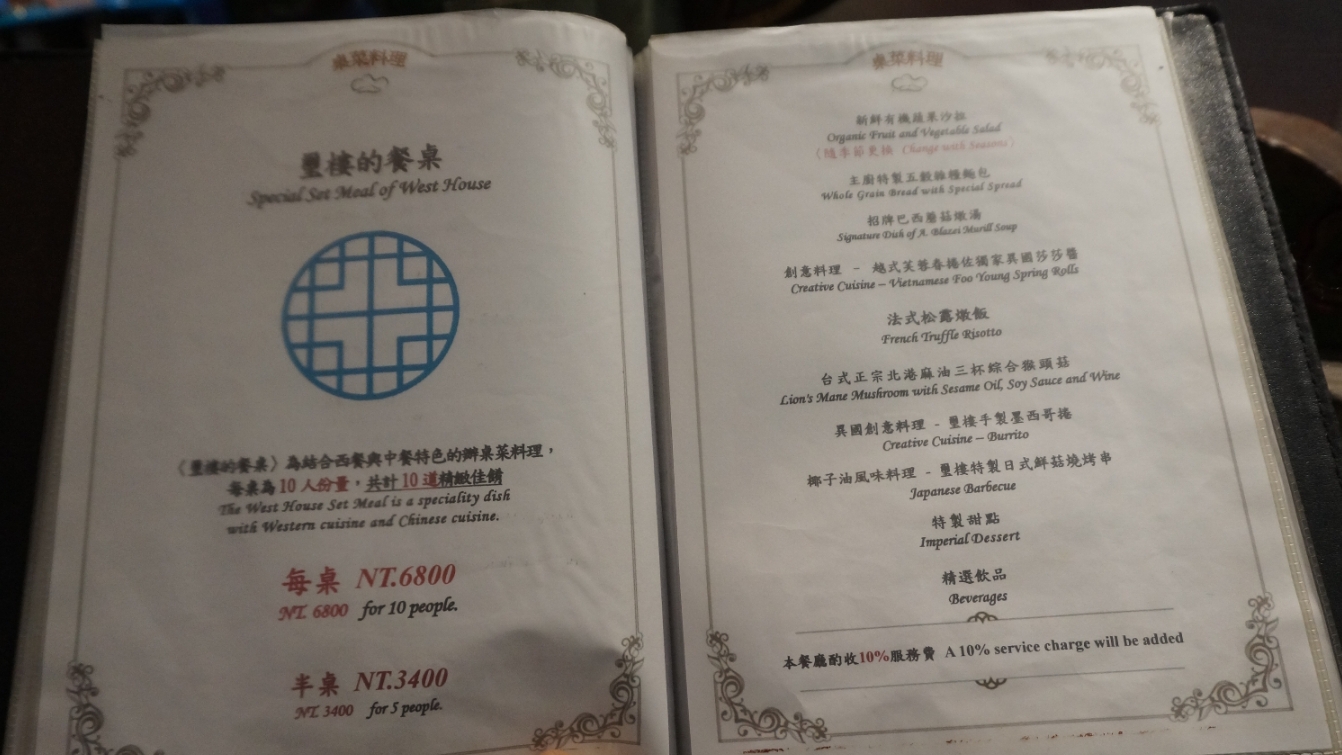 桌菜料理
璽樓的餐桌
Special Set Meal of West House
〈璽樓的餐桌〉為結合西餐與中餐特色的辦桌菜料理，
每桌為10人份量，共計10道精緻佳餚
The West House Set Meal is a speciality dish
with Western cuisine and Chinese cuisine.
每桌 NT.6800
NT. 6800 for 10 people.
半桌 NT.3400
NT. 3400 for 5 people.
桌菜料理
新鮮有機蔬果沙拉
Organic Fruit and Vegetable Salad
〈隨季節更換 Change with Seasons〉
主廚特製五穀雜糧麵包
Whole Grain Bread with Special Spread
招牌巴西蘑菇燉湯
Signature Dish of A. Blazei Murill Soup
創意料理 - 越式芙蓉春捲佐獨家異國莎莎醬
Creative Cuisine – Vietnamese Foo Young Spring Rolls
法式松露燉飯
French Truffle Risotto
台式正宗北港麻油三杯綜合猴頭菇
Lion's Mane Mushroom with Sesame Oil, Soy Sauce and Wine
異國創意料理 - 璽樓手製墨西哥捲
Creative Cuisine – Burrito
椰子油風味料理 - 璽樓特製日式鮮菇燒烤串
Japanese Barbecue
特製甜點
Imperial Dessert
精選飲品
Beverages
本餐廳酌收10%服務費 A 10% service charge will be added